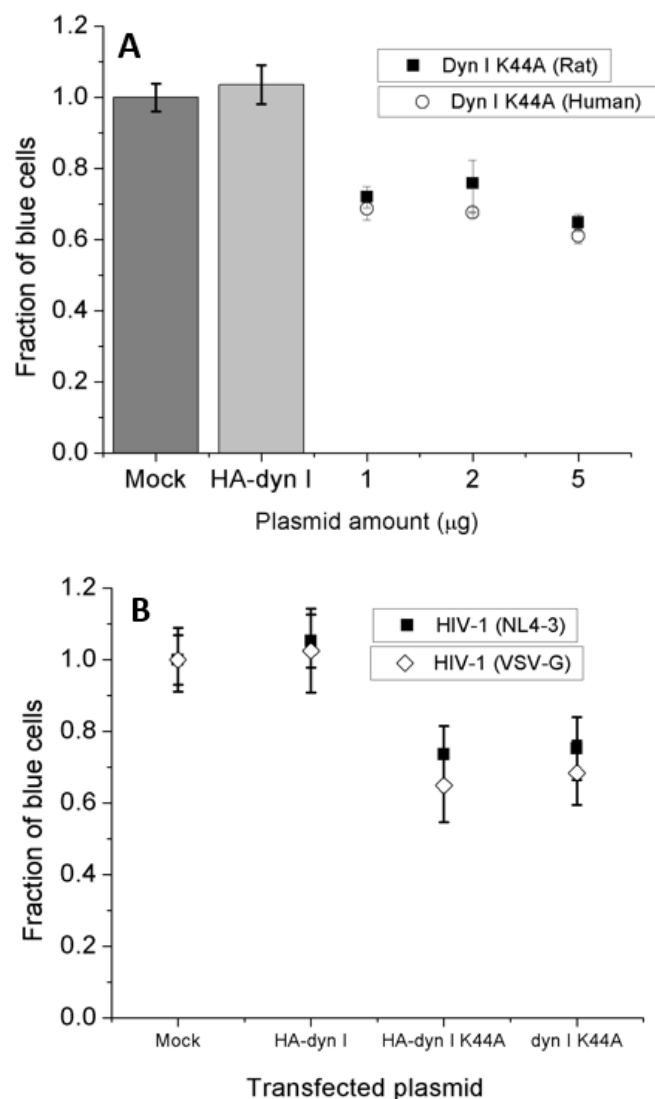 A
Dyn I K44A (Rat)
Dyn I K44A (Human)
Fraction of blue cells
1.2
1.0
0.8
0.6
0.4
0.2
0.0
Mock HA-dyn I 1 2 5
Plasmid amount (μg)
B
HIV-1 (NL4-3)
HIV-1 (VSV-G)
Fraction of blue cells
1.2
1.0
0.8
0.6
0.4
0.2
0.0
Mock HA-dyn I HA-dyn I K44A dyn I K44A
Transfected plasmid